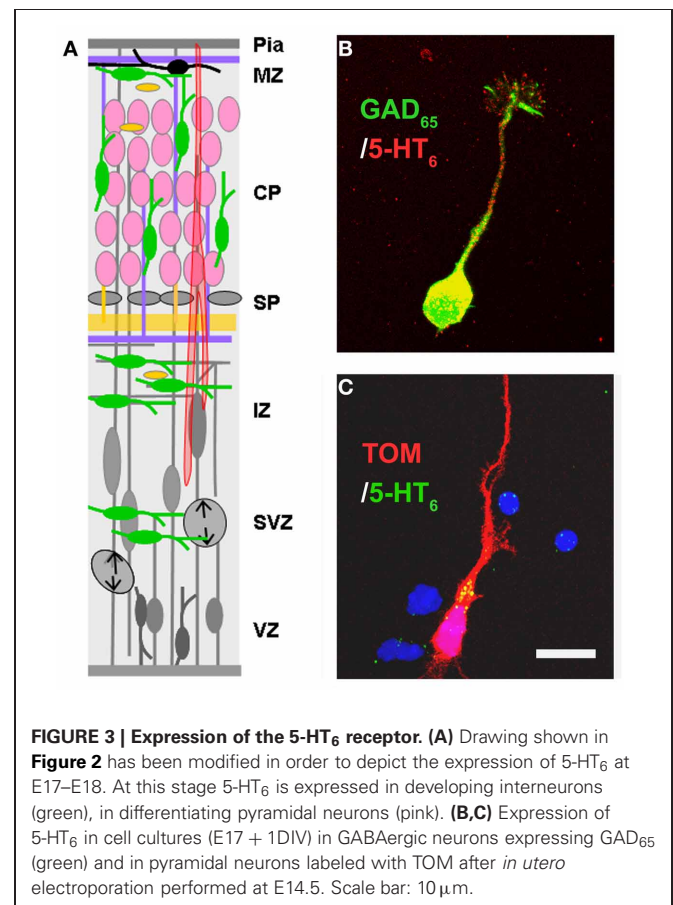 A
Pia
MZ
CP
SP
IZ
SVZ
VZ
B
GAD65
/5-HT6
C
TOM
/5-HT6
FIGURE 3 | Expression of the 5-HT6 receptor. (A) Drawing shown in
Figure 2 has been modified in order to depict the expression of 5-HT6 at
E17–E18. At this stage 5-HT6 is expressed in developing interneurons
(green), in differentiating pyramidal neurons (pink). (B,C) Expression of
5-HT6 in cell cultures (E17 + 1DIV) in GABAergic neurons expressing GAD65
(green) and in pyramidal neurons labeled with TOM after in utero
electroporation performed at E14.5. Scale bar: 10 μm.